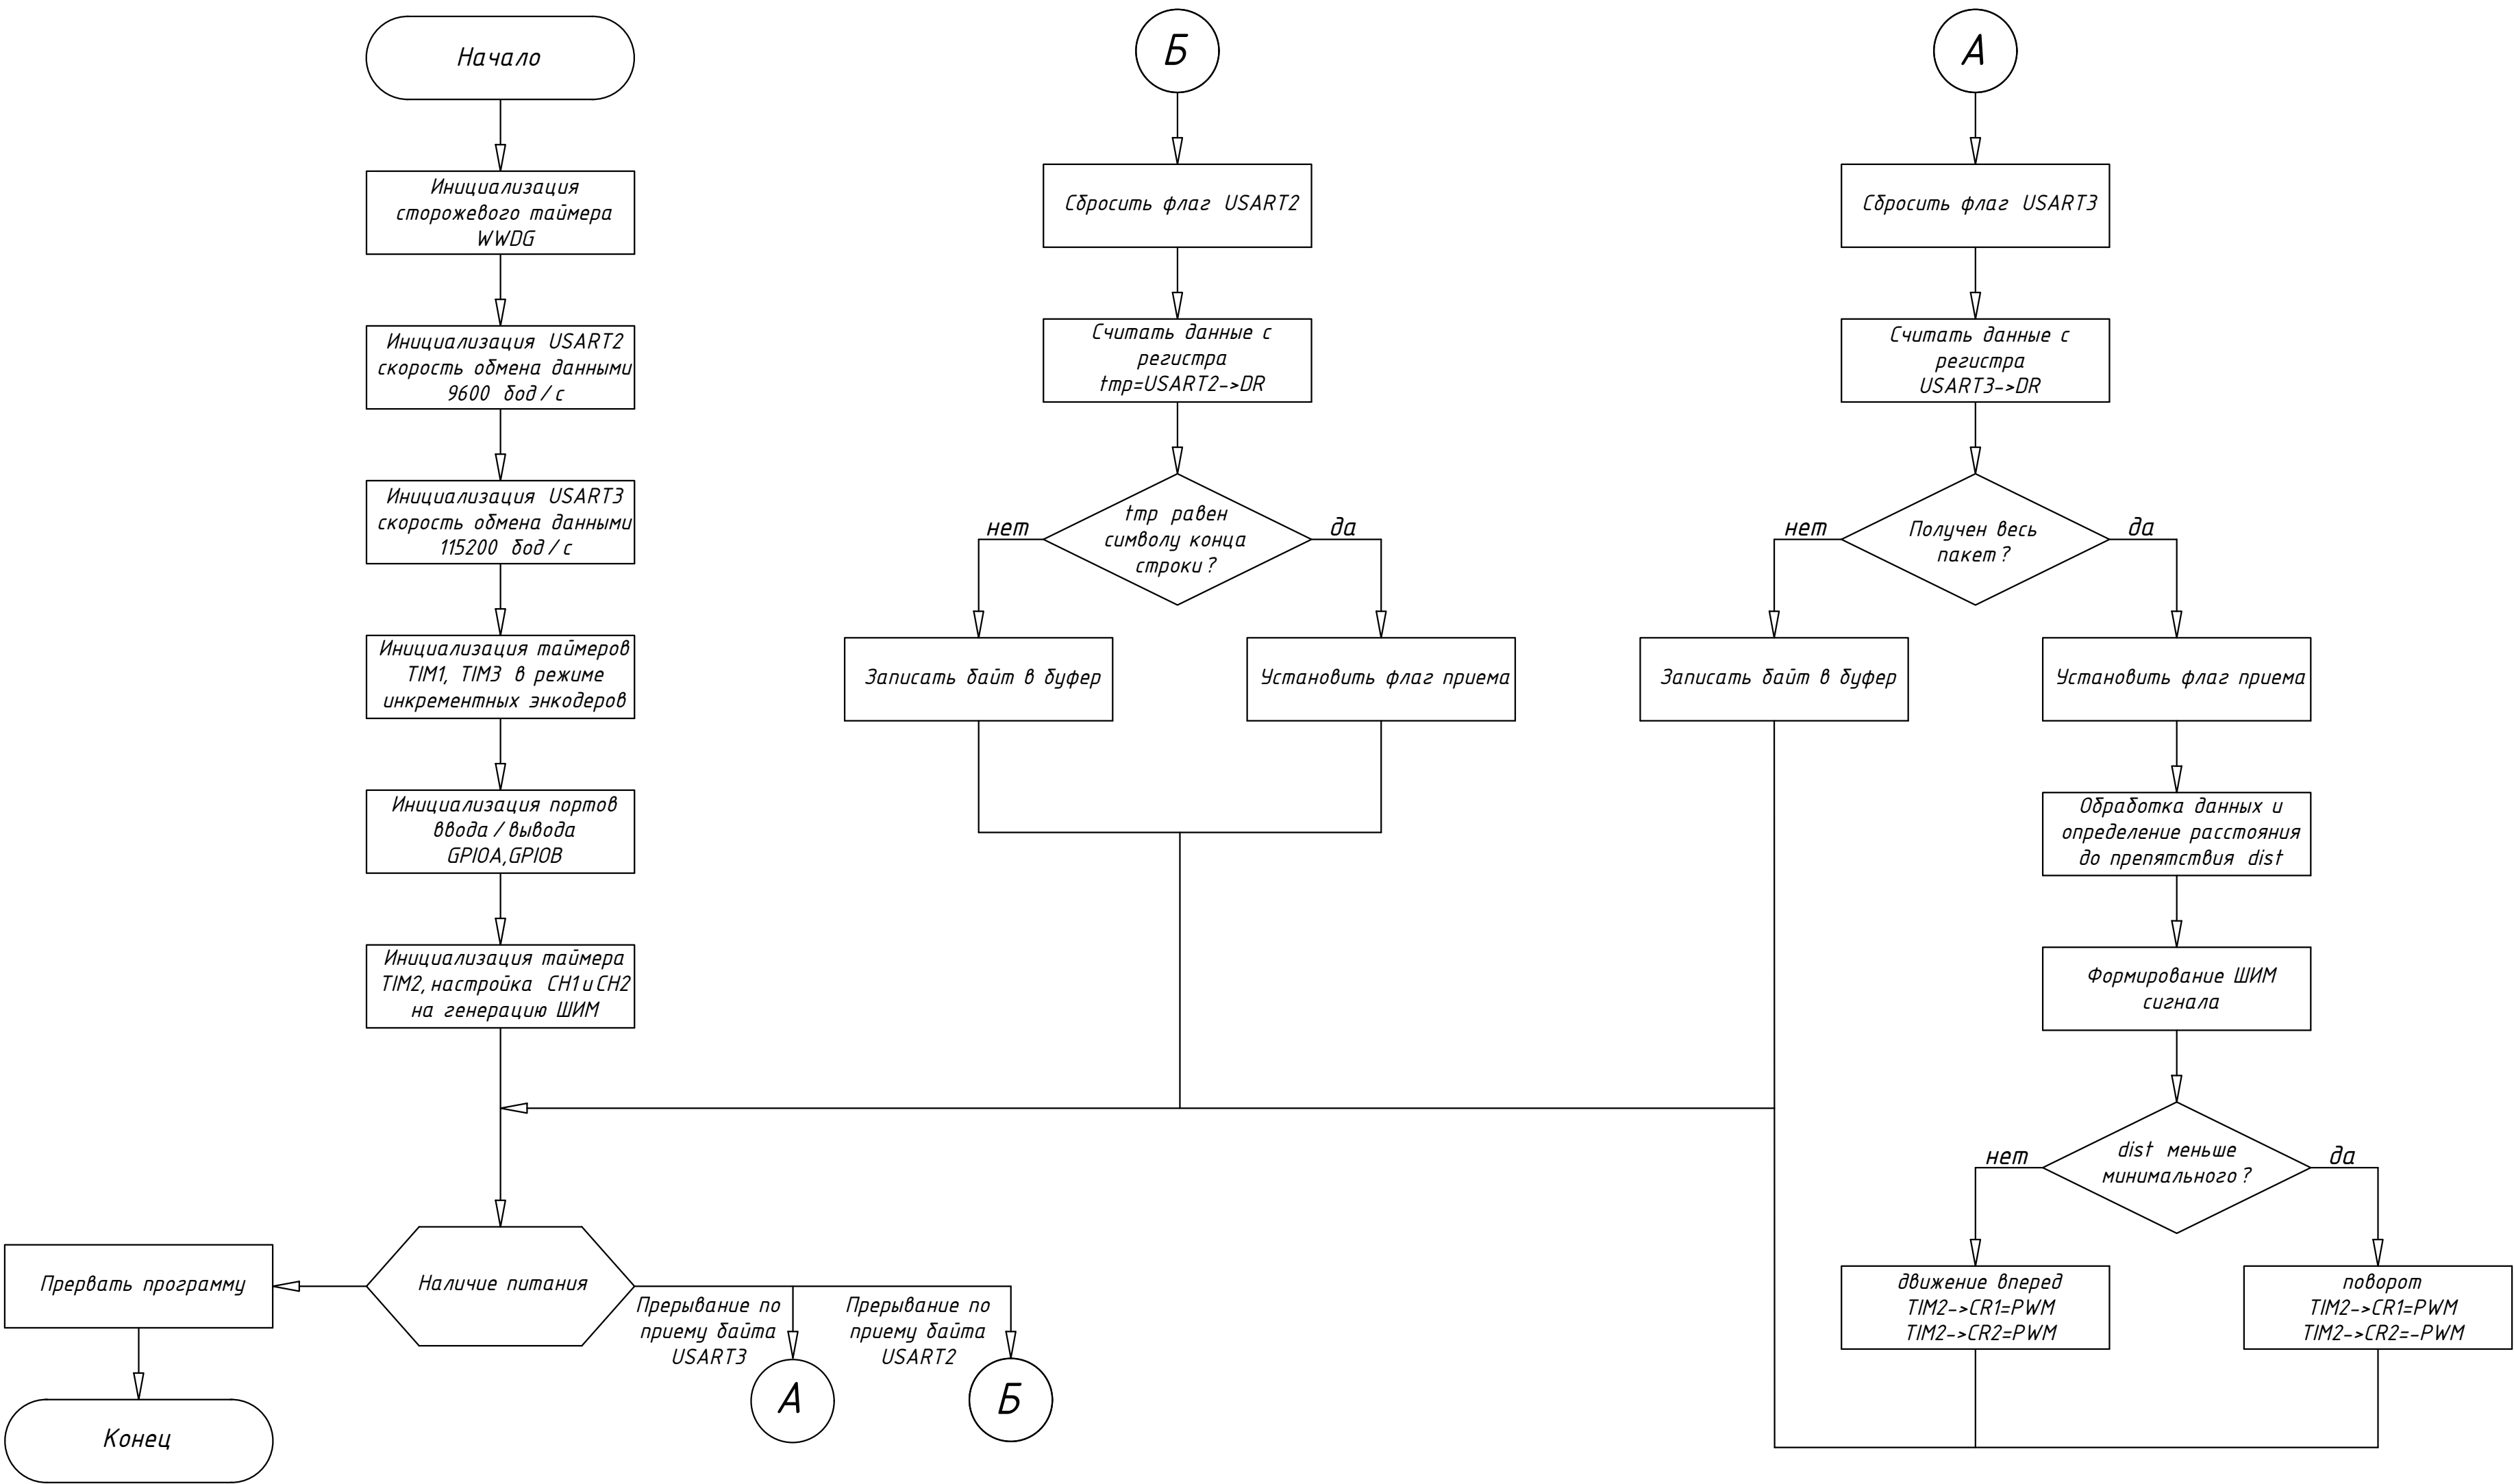 Начало
Инициализация
сторожевого таймера
WWDG
Инициализация USART2
скорость обмена данными
9600 бод/с
Инициализация USART3
скорость обмена данными
115200 бод/с
Инициализация таймеров
TIM1, TIM3 в режиме
инкрементных энкодеров
Инициализация портов
ввода/вывода
GPIOA,GPIOB
Инициализация таймера
TIM2, настройка CH1 и CH2
на генерацию ШИМ
Наличие питания
Прервать программу
Конец
Прерывание по
приему байта
USART3
А
Прерывание по
приему байта
USART2
Б
Б
Сбросить флаг USART2
Считать данные с
регистра
tmp=USART2->DR
tmp равен
символу конца
строки?
нет
да
Записать байт в буфер
Установить флаг приема
А
Сбросить флаг USART3
Считать данные с
регистра
USART3->DR
Получен весь
пакет?
нет
да
Записать байт в буфер
Установить флаг приема
Обработка данных и
определение расстояния
до препятствия dist
Формирование ШИМ
сигнала
dist меньше
минимального?
нет
да
движение вперед
TIM2->CR1=PWM
TIM2->CR2=PWM
поворот
TIM2->CR1=PWM
TIM2->CR2=-PWM